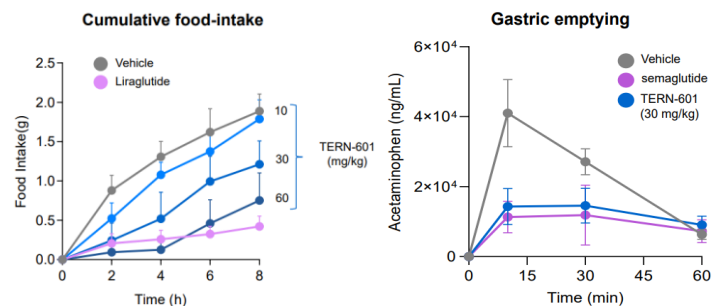 Cumulative food-intake
Food Intake(g)
2.5
2.0
1.5
1.0
0.5
0.0
Vehicle
Liraglutide
10
30
60
TERN-601
(mg/kg)
0
2
4
6
8
Time (h)
Gastric emptying
Acetaminophen (ng/mL)
6×10⁴
4×10⁴
2×10⁴
0
Vehicle
semaglutide
TERN-601
(30 mg/kg)
0
15
30
45
60
Time (min)